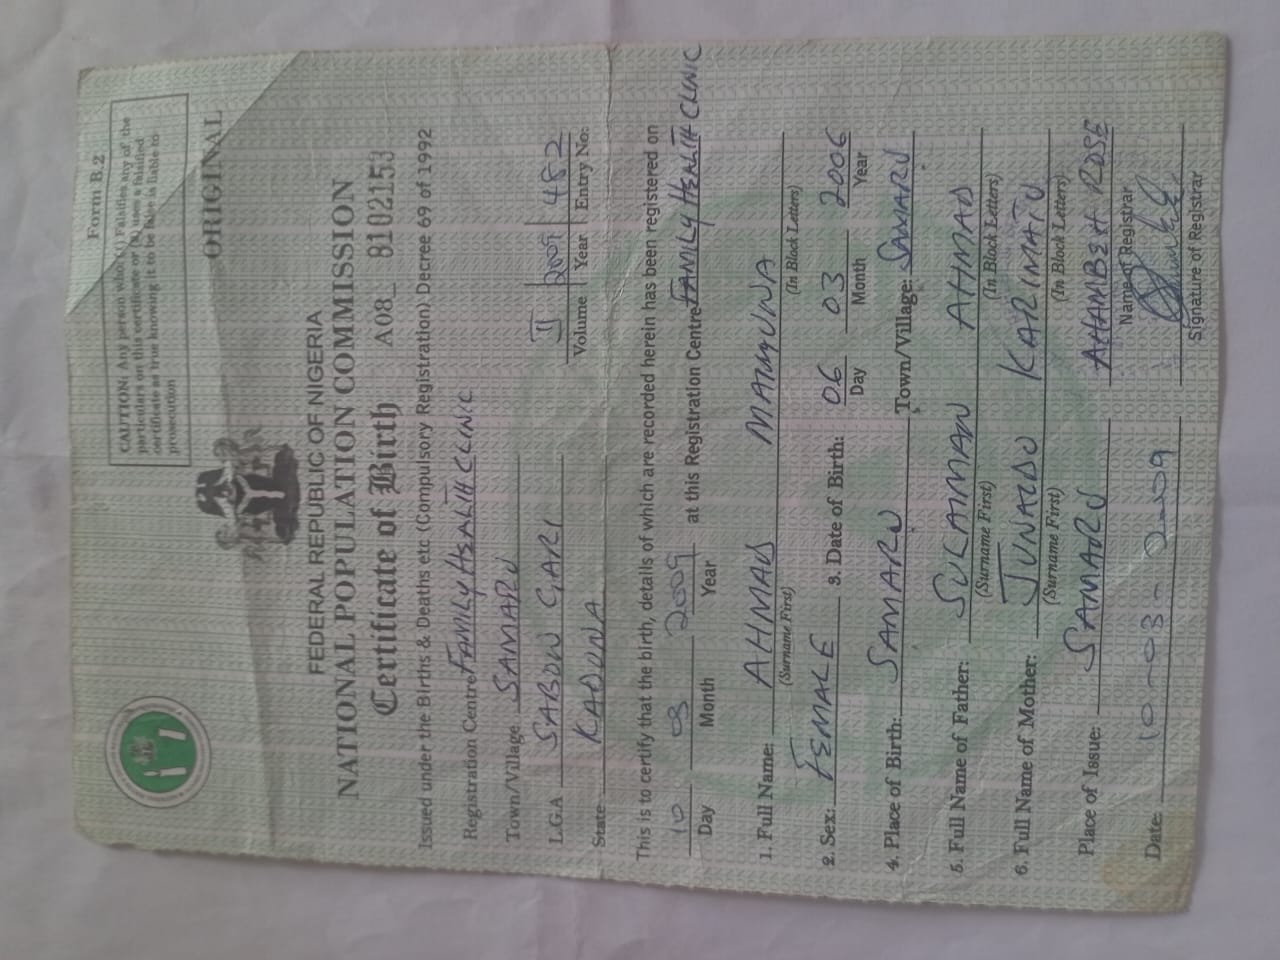 Form B.2
CAUTION: Any person who (i) Falsifies any of the
particulars on this certificate or (ii) uses a falsified
certificate as true knowing it to be false is liable to
prosecution
ORIGINAL
FEDERAL REPUBLIC OF NIGERIA
NATIONAL POPULATION COMMISSION
Certificate of Birth A08_ 8102153
Issued under the Births & Deaths etc (Compulsory Registration) Decree 69 of 1992
Registration Centre FAMILY HEALTH CLINIC
Town/Village SAMARU
L.G.A SABON GARI II 2009 482
State KADUNA Volume Year Entry No:
This is to certify that the birth, details of which are recorded herein has been registered on
10 03 2009 at this Registration Centre FAMILY HEALTH CLINIC
Day Month Year
1. Full Name: AHMAD MAIMUNA
(Surname First) (In Block Letters)
2. Sex: FEMALE 3. Date of Birth: 06 03 2006
Day Month Year
4. Place of Birth: SAMARU Town/Village: SAMARU
5. Full Name of Father: SULAIMAN AHMAD
(Surname First) (In Block Letters)
6. Full Name of Mother: JUNAIDU KARIMATU
(Surname First) (In Block Letters)
Place of Issue: SAMARU AHAMBEH ROSE
Name of Registrar
Date: 10-03-2009
Signature of Registrar